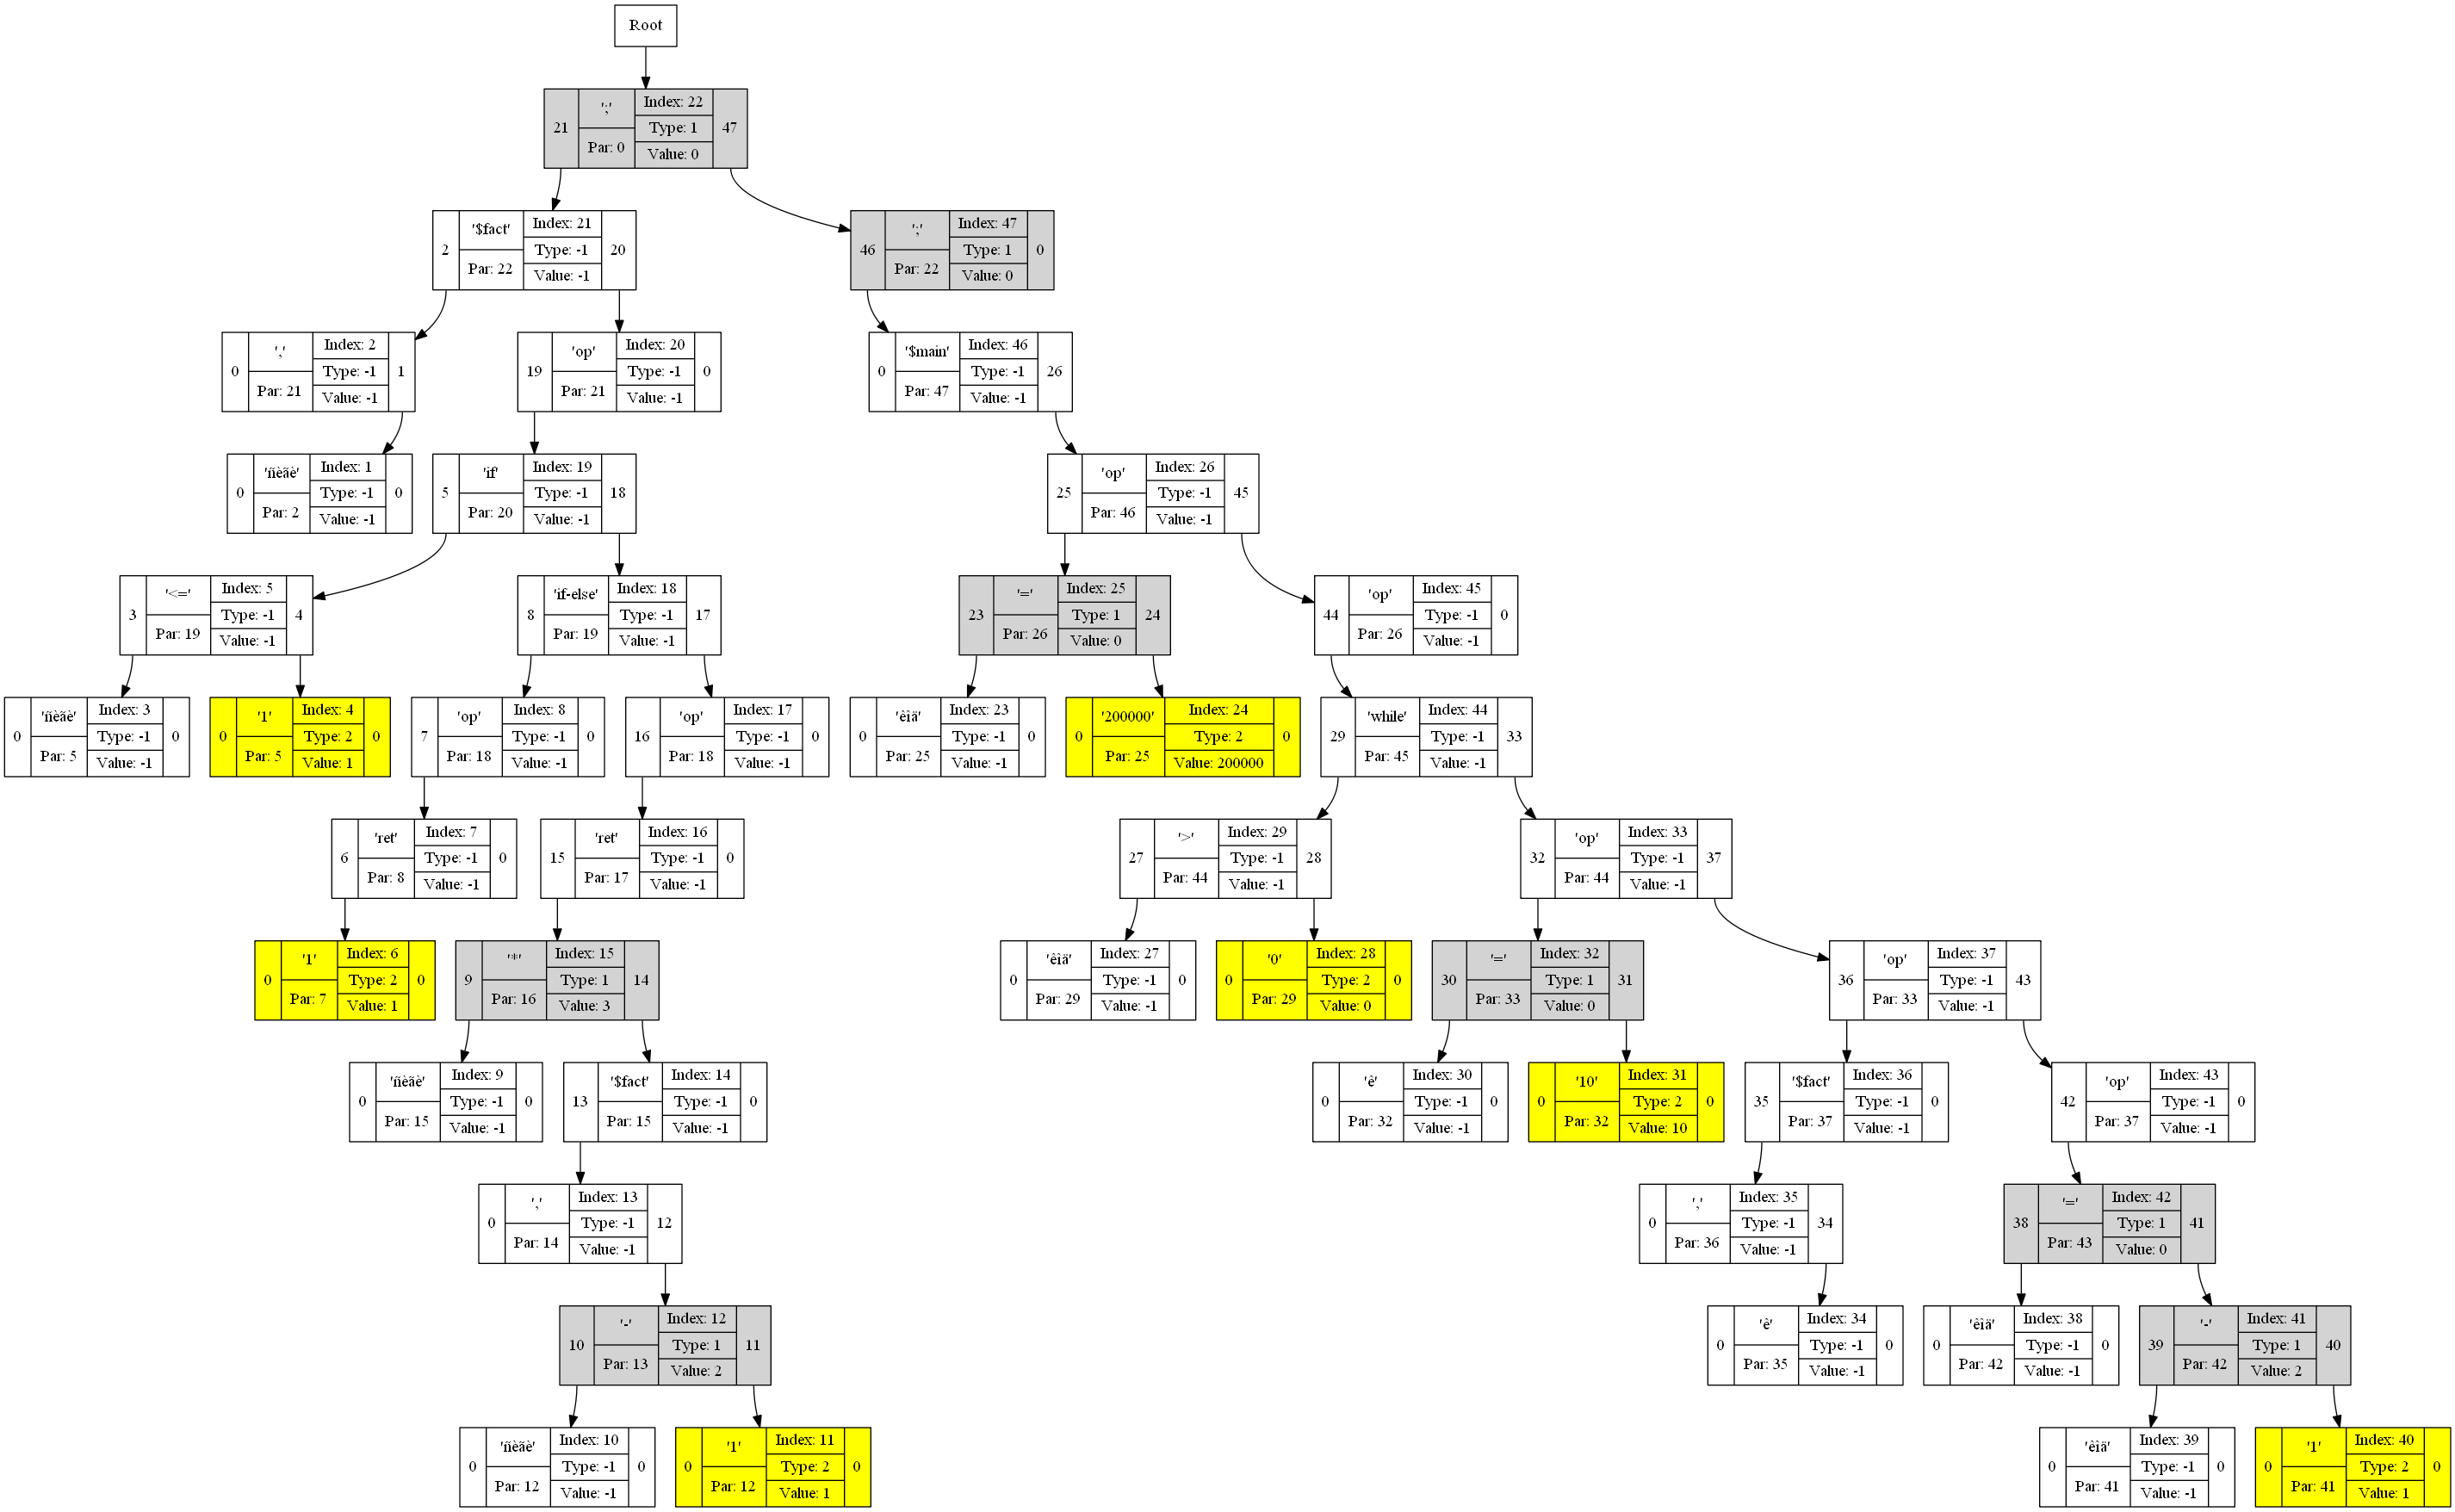 Root
21
';'
Par: 0
Index: 22
Type: 1
Value: 0
47
2
'$fact'
Par: 22
Index: 21
Type: -1
Value: -1
20
46
';'
Par: 22
Index: 47
Type: 1
Value: 0
0
0
','
Par: 21
Index: 2
Type: -1
Value: -1
1
19
'op'
Par: 21
Index: 20
Type: -1
Value: -1
0
0
'$main'
Par: 47
Index: 46
Type: -1
Value: -1
26
0
'ñèãè'
Par: 2
Index: 1
Type: -1
Value: -1
0
5
'if'
Par: 20
Index: 19
Type: -1
Value: -1
18
25
'op'
Par: 46
Index: 26
Type: -1
Value: -1
45
3
'<='
Par: 19
Index: 5
Type: -1
Value: -1
4
8
'if-else'
Par: 19
Index: 18
Type: -1
Value: -1
17
23
'='
Par: 26
Index: 25
Type: 1
Value: 0
24
44
'op'
Par: 26
Index: 45
Type: -1
Value: -1
0
0
'ñèãè'
Par: 5
Index: 3
Type: -1
Value: -1
0
0
'1'
Par: 5
Index: 4
Type: 2
Value: 1
0
7
'op'
Par: 18
Index: 8
Type: -1
Value: -1
0
16
'op'
Par: 18
Index: 17
Type: -1
Value: -1
0
0
'êîä'
Par: 25
Index: 23
Type: -1
Value: -1
0
0
'200000'
Par: 25
Index: 24
Type: 2
Value: 200000
0
29
'while'
Par: 45
Index: 44
Type: -1
Value: -1
33
6
'ret'
Par: 8
Index: 7
Type: -1
Value: -1
0
15
'ret'
Par: 17
Index: 16
Type: -1
Value: -1
0
27
'>'
Par: 44
Index: 29
Type: -1
Value: -1
28
32
'op'
Par: 44
Index: 33
Type: -1
Value: -1
37
0
'1'
Par: 7
Index: 6
Type: 2
Value: 1
0
9
'*'
Par: 16
Index: 15
Type: 1
Value: 3
14
0
'êîä'
Par: 29
Index: 27
Type: -1
Value: -1
0
0
'0'
Par: 29
Index: 28
Type: 2
Value: 0
0
30
'='
Par: 33
Index: 32
Type: 1
Value: 0
31
36
'op'
Par: 33
Index: 37
Type: -1
Value: -1
43
0
'ñèãè'
Par: 15
Index: 9
Type: -1
Value: -1
0
13
'$fact'
Par: 15
Index: 14
Type: -1
Value: -1
0
0
'ê'
Par: 32
Index: 30
Type: -1
Value: -1
0
0
'10'
Par: 32
Index: 31
Type: 2
Value: 10
0
35
'$fact'
Par: 37
Index: 36
Type: -1
Value: -1
0
42
'op'
Par: 37
Index: 43
Type: -1
Value: -1
0
0
','
Par: 14
Index: 13
Type: -1
Value: -1
12
0
','
Par: 36
Index: 35
Type: -1
Value: -1
34
38
'='
Par: 43
Index: 42
Type: 1
Value: 0
41
10
'-'
Par: 13
Index: 12
Type: 1
Value: 2
11
0
'ê'
Par: 35
Index: 34
Type: -1
Value: -1
0
0
'êîä'
Par: 42
Index: 38
Type: -1
Value: -1
0
39
'-'
Par: 42
Index: 41
Type: 1
Value: 2
40
0
'ñèãè'
Par: 12
Index: 10
Type: -1
Value: -1
0
0
'1'
Par: 12
Index: 11
Type: 2
Value: 1
0
0
'êîä'
Par: 41
Index: 39
Type: -1
Value: -1
0
0
'1'
Par: 41
Index: 40
Type: 2
Value: 1
0